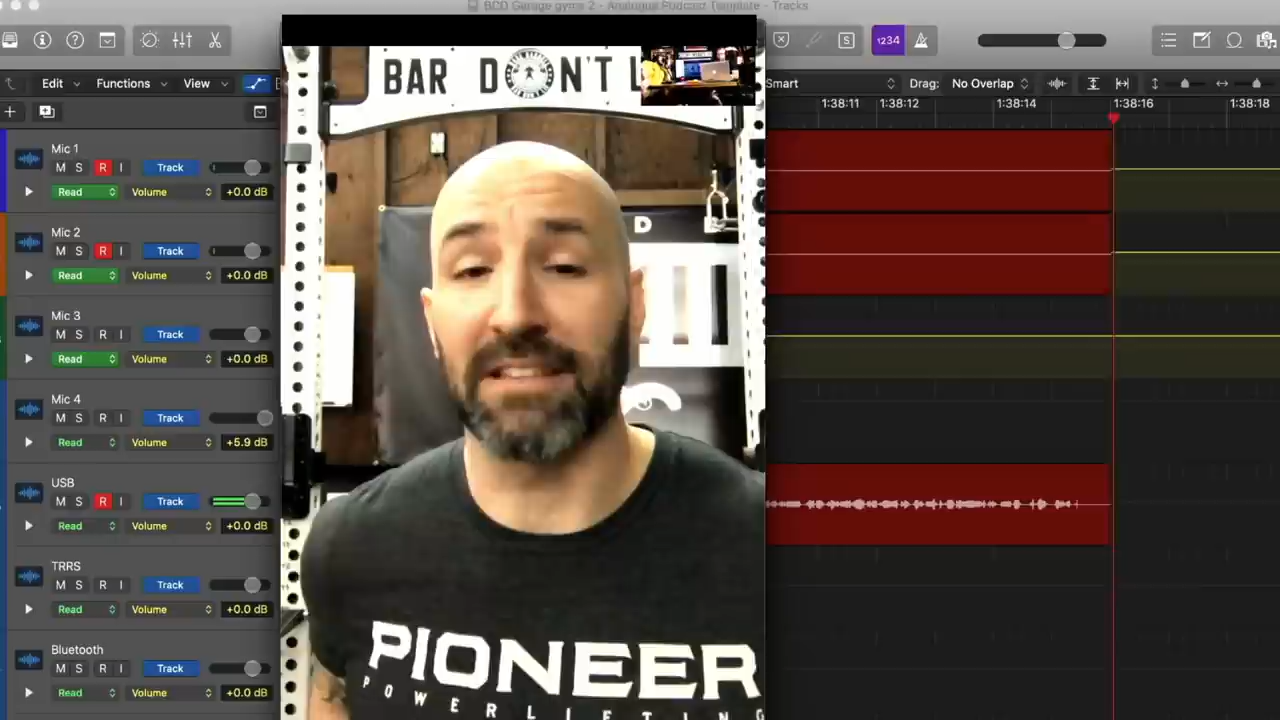 BCD Garage gyms 2 - Analogue Podcast Template - Tracks
1234
Edit Functions View
Smart
Drag: No Overlap
1:38:11 1:38:12 1:38:14 1:38:16 1:38:18
BAR DON'T L
D
Mic 1
M S R I Track
Read Volume +0.0 dB
Mic 2
M S R I Track
Read Volume +0.0 dB
Mic 3
M S R I Track
Read Volume +0.0 dB
Mic 4
M S R I Track
Read Volume +5.9 dB
USB
M S R I Track
Read Volume +0.0 dB
TRRS
M S R I Track
Read Volume +0.0 dB
Bluetooth
M S R I Track
Read Volume +0.0 dB
PIONEER
POWERLIFTING